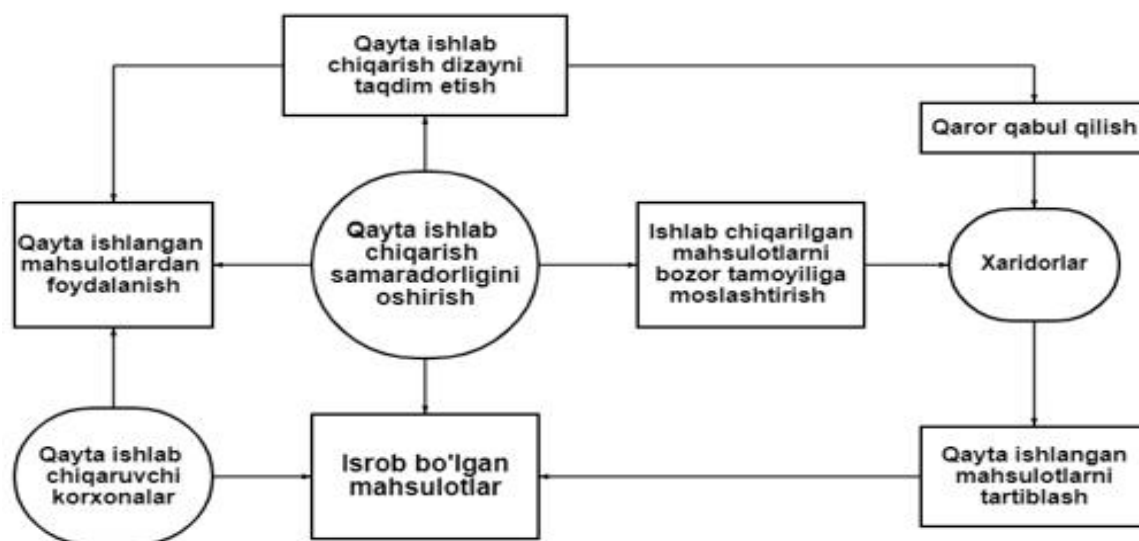 Qayta ishlab
chiqarish dizayni
taqdim etish
Qaror qabul qilish
Qayta ishlangan
mahsulotlardan
foydalanish
Qayta ishlab
chiqarish
samaradorligini
oshirish
Ishlab chiqarilgan
mahsulotlarni
bozor tamoyiliga
moslashtirish
Xaridorlar
Qayta ishlab
chiqaruvchi
korxonalar
Isrob bo'lgan
mahsulotlar
Qayta ishlangan
mahsulotlarni
tartiblash